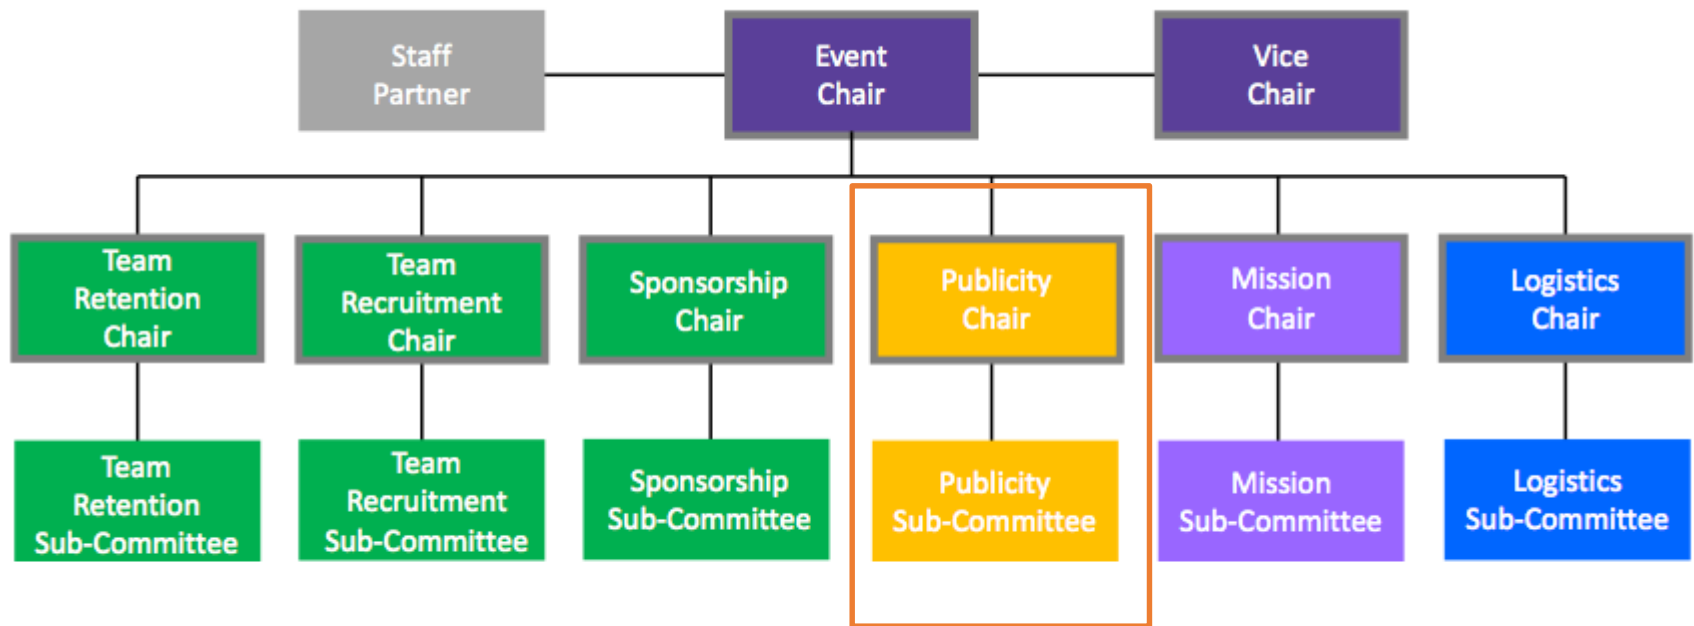 Staff
Partner
Event
Chair
Vice
Chair
Team
Retention
Chair
Team
Recruitment
Chair
Sponsorship
Chair
Publicity
Chair
Mission
Chair
Logistics
Chair
Team
Retention
Sub-Committee
Team
Recruitment
Sub-Committee
Sponsorship
Sub-Committee
Publicity
Sub-Committee
Mission
Sub-Committee
Logistics
Sub-Committee